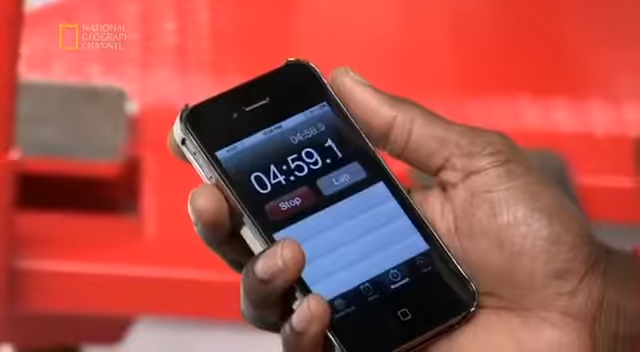 NATIONAL
GEOGRAPHIC
CHANNEL
04:58.9
04:59.1
Stop
Lap